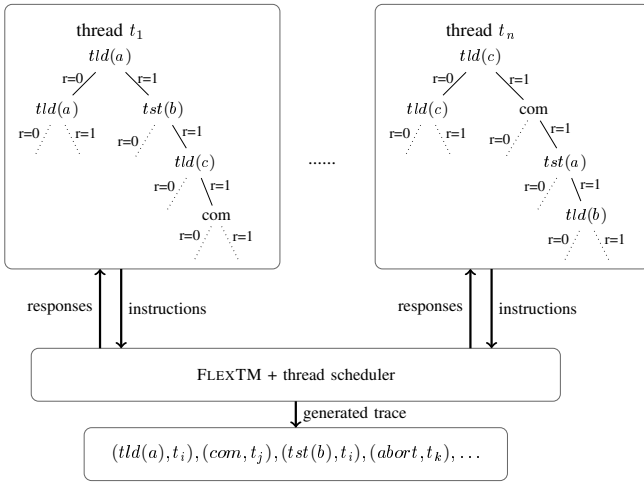 thread t₁ thread tₙ
tld(a) tld(c)
r=0 r=1 r=0 r=1
tld(a) tst(b) tld(c) com
r=0 r=1 r=0 r=1 r=0 r=1 r=0 r=1
tld(c) ...... tst(a)
r=0 r=1 r=0 r=1
com tld(b)
r=0 r=1 r=0 r=1
responses instructions responses instructions
FLEXTM + thread scheduler
generated trace
(tld(a), tᵢ), (com, tⱼ), (tst(b), tᵢ), (abort, tₖ), ...